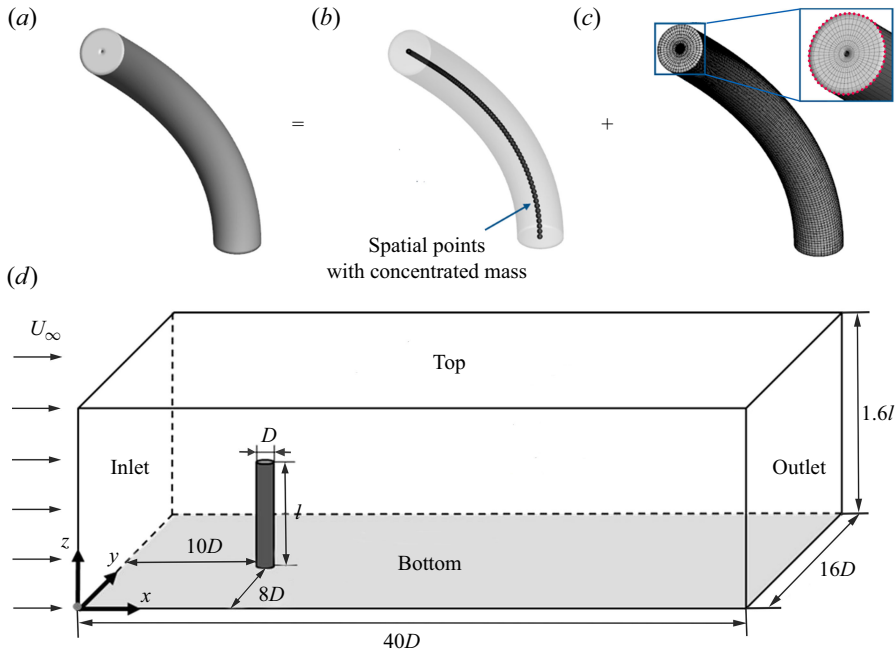 (a)
(b)
(c)
=
+
Spatial points
with concentrated mass
(d)
U∞
Top
1.6l
D
Inlet
Outlet
l
z
y
10D
Bottom
16D
8D
x
40D